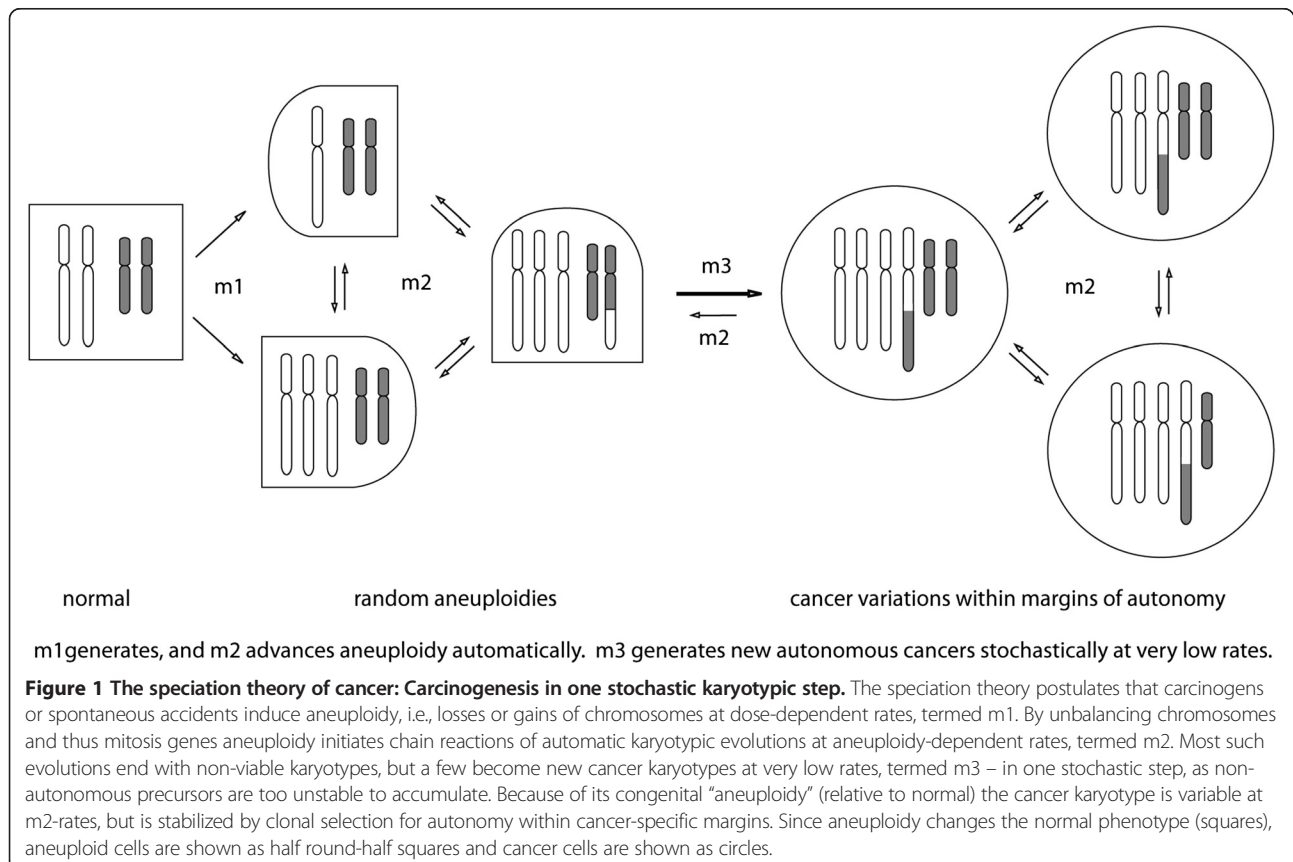 m1
m2
m3
m2
m2
normal
random aneuploidies
cancer variations within margins of autonomy
m1generates, and m2 advances aneuploidy automatically. m3 generates new autonomous cancers stochastically at very low rates.
Figure 1 The speciation theory of cancer: Carcinogenesis in one stochastic karyotypic step. The speciation theory postulates that carcinogens
or spontaneous accidents induce aneuploidy, i.e., losses or gains of chromosomes at dose-dependent rates, termed m1. By unbalancing chromosomes
and thus mitosis genes aneuploidy initiates chain reactions of automatic karyotypic evolutions at aneuploidy-dependent rates, termed m2. Most such
evolutions end with non-viable karyotypes, but a few become new cancer karyotypes at very low rates, termed m3 – in one stochastic step, as non-
autonomous precursors are too unstable to accumulate. Because of its congenital “aneuploidy” (relative to normal) the cancer karyotype is variable at
m2-rates, but is stabilized by clonal selection for autonomy within cancer-specific margins. Since aneuploidy changes the normal phenotype (squares),
aneuploid cells are shown as half round-half squares and cancer cells are shown as circles.